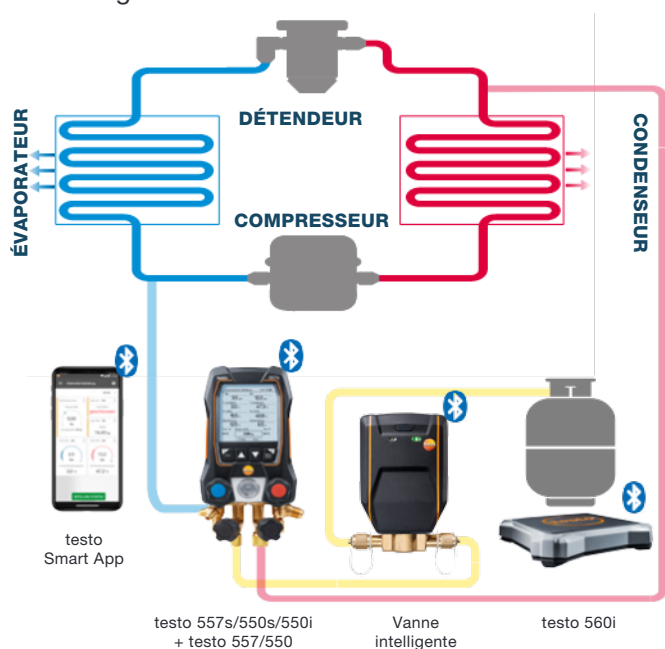 DÉTENDEUR
ÉVAPORATEUR
CONDENSEUR
COMPRESSEUR
testo
Smart App
testo 557s/550s/550i
+ testo 557/550
Vanne
intelligente
testo 560i